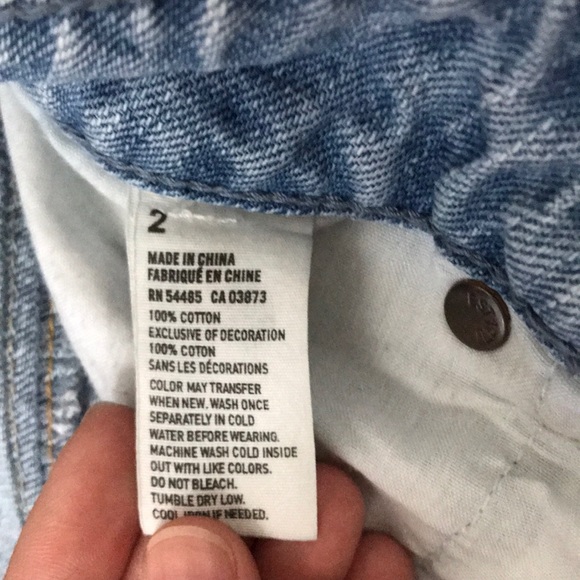 2
MADE IN CHINA
FABRIQUÉ EN CHINE
RN 54485 CA 03873
100% COTTON
EXCLUSIVE OF DECORATION
100% COTON
SANS LES DÉCORATIONS
COLOR MAY TRANSFER
WHEN NEW. WASH ONCE
SEPARATELY IN COLD
WATER BEFORE WEARING.
MACHINE WASH COLD INSIDE
OUT WITH LIKE COLORS.
DO NOT BLEACH.
TUMBLE DRY LOW.
COOL IRON IF NEEDED.